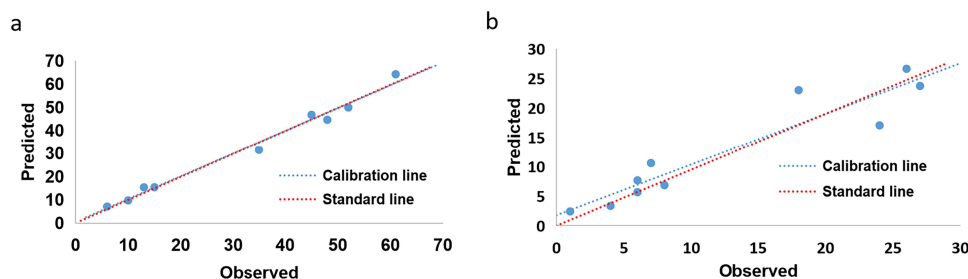 a
70
60
50
40
30
20
10
0
Predicted
Calibration line
Standard line
0 10 20 30 40 50 60 70
Observed
b
30
25
20
15
10
5
0
Predicted
Calibration line
Standard line
0 5 10 15 20 25 30
Observed